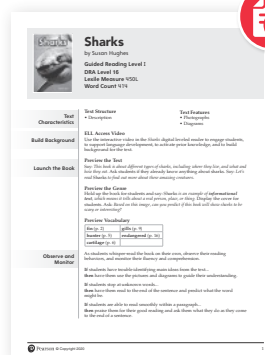 Sharks
Sharks
by Susan Hughes
Guided Reading Level I
DRA Level 16
Lexile Measure 450L
Word Count 414
Text
Characteristics
Text Structure
• Description
Text Features
• Photographs
• Diagrams
Build Background
ELL Access Video
Use the interactive video in the Sharks digital leveled reader to engage students,
to support language development, to activate prior knowledge, and to build
background for the text.
Launch the Book
Preview the Text
Say: This book is about different types of sharks, including where they live, and what and
how they eat. Ask students if they already know anything about sharks. Say: Let's
read Sharks to find out more about these amazing creatures.
Preview the Genre
Hold up the book for students and say: Sharks is an example of informational
text, which means it tells about a real person, place, or thing. Display the cover for
students. Ask: Based on the image, can you predict if this book will show sharks to be
scary or interesting?
Preview Vocabulary
fin (p. 2)
gills (p. 9)
hunter (p. 5)
endangered (p. 16)
cartilage (p. 6)
Observe and
Monitor
As students whisper-read the book on their own, observe their reading
behaviors, and monitor their fluency and comprehension.
If students have trouble identifying main ideas from the text...
then have them use the pictures and diagrams to guide their understanding.
If students stop at unknown words...
then have them read to the end of the sentence and predict what the word
might be.
If students are able to read smoothly within a paragraph...
then praise them for their good reading and ask them what they do as they come
to the end of a sentence.
Pearson © Copyright 2020
1